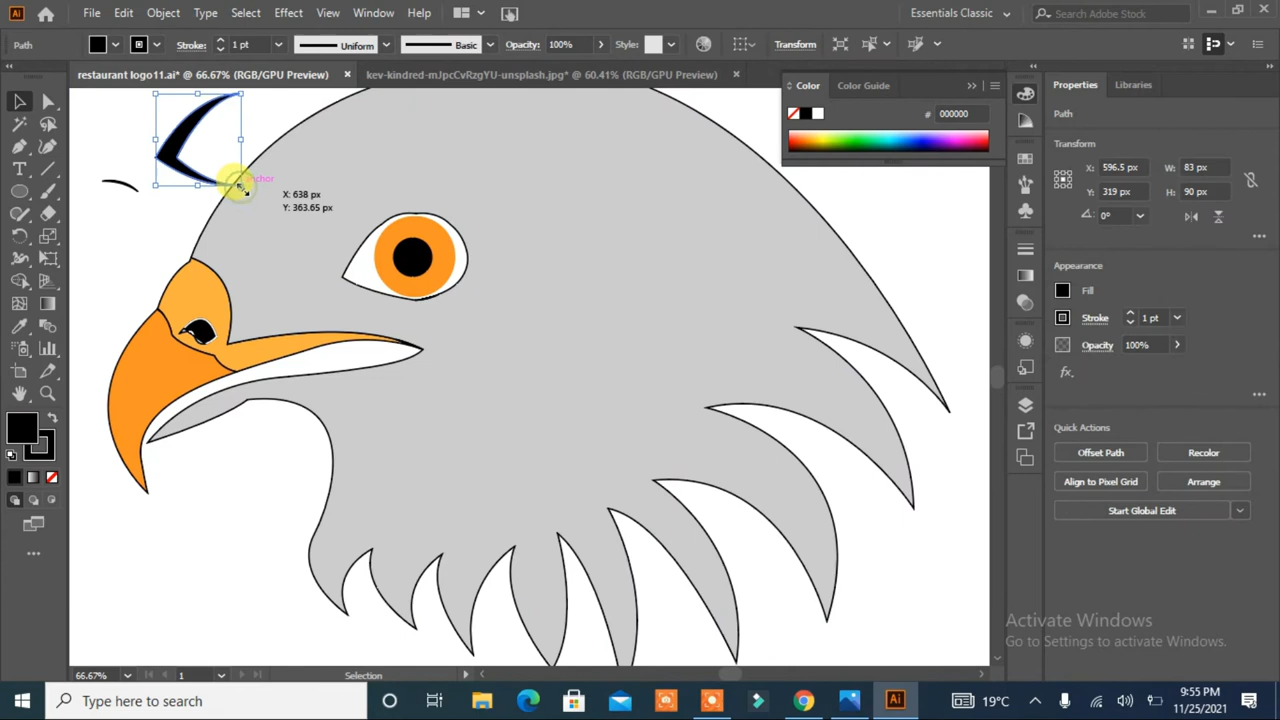 Ai File Edit Object Type Select Effect View Window Help Essentials Classic Search Adobe Stock
Path Stroke: 1 pt Uniform Basic Opacity: 100% Style: Transform
restaurant logo11.ai* @ 66.67% (RGB/GPU Preview) × kev-kindred-mJpcCvRzgYU-unsplash.jpg* @ 60.41% (RGB/GPU Preview) ×
Color Color Guide
# 000000
Properties Libraries
Path
Transform
X: 596.5 px W: 83 px
Y: 319 px H: 90 px
0°
Appearance
Fill
Stroke 1 pt
Opacity 100%
fx.
Quick Actions
Offset Path Recolor
Align to Pixel Grid Arrange
Start Global Edit
anchor
X: 638 px
Y: 363.65 px
Activate Windows
Go to Settings to activate Windows.
66.67% 1 Selection
Type here to search Ai 19°C 9:55 PM
11/25/2021